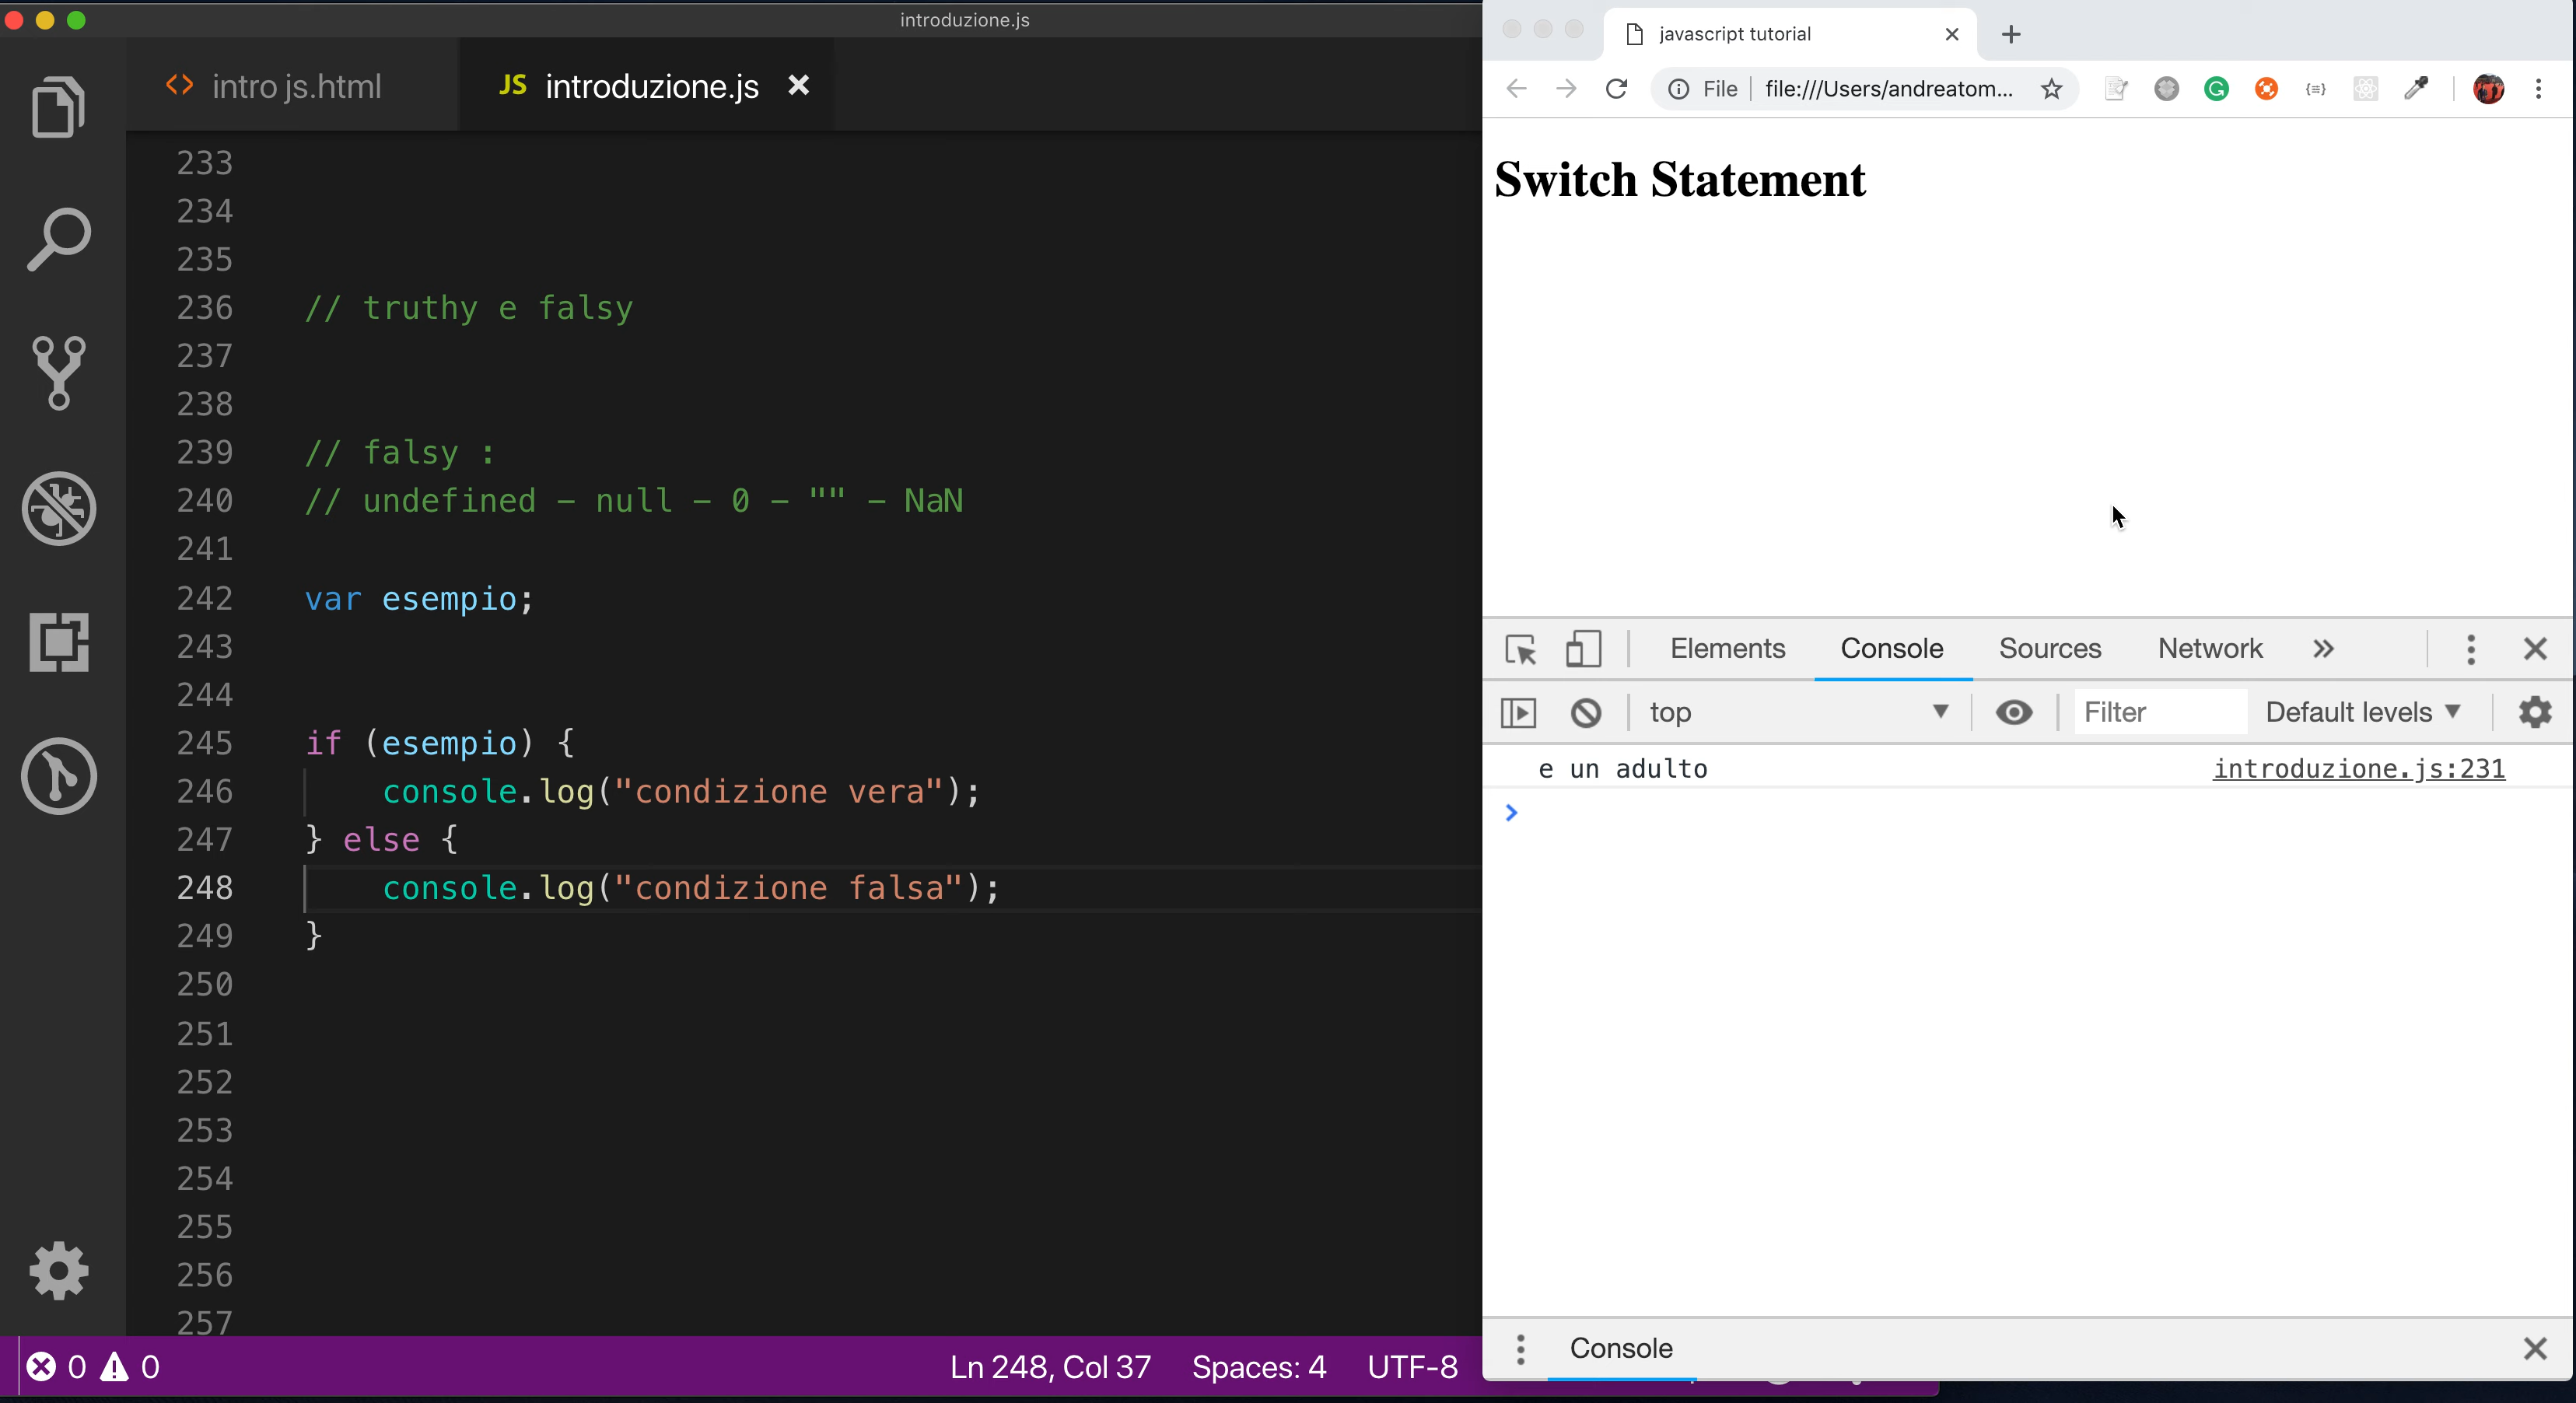 introduzione.js
intro js.html
JS introduzione.js
233
234
235
236 // truthy e falsy
237
238
239 // falsy :
240 // undefined - null - 0 - "" - NaN
241
242 var esempio;
243
244
245 if (esempio) {
246 console.log("condizione vera");
247 } else {
248 console.log("condizione falsa");
249 }
250
251
252
253
254
255
256
257
0 0 Ln 248, Col 37 Spaces: 4 UTF-8
javascript tutorial
File file:///Users/andreatom...
Switch Statement
Elements Console Sources Network
top Filter Default levels
e un adulto introduzione.js:231
Console